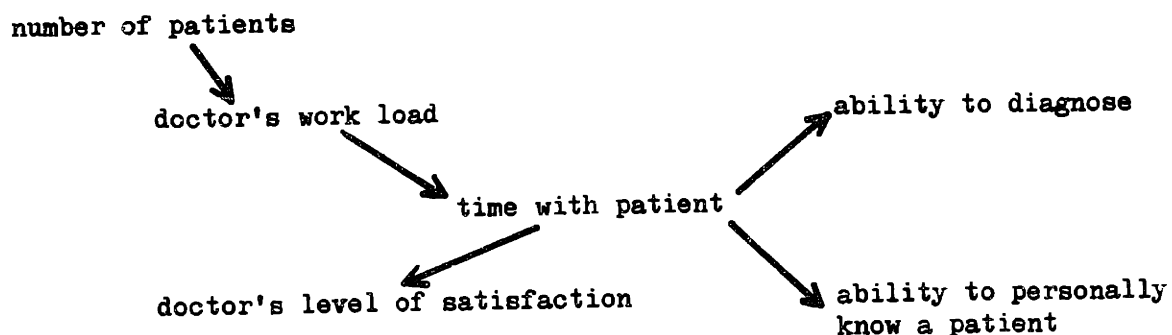 number of patients
doctor's work load
ability to diagnose
time with patient
doctor's level of satisfaction
ability to personally
know a patient